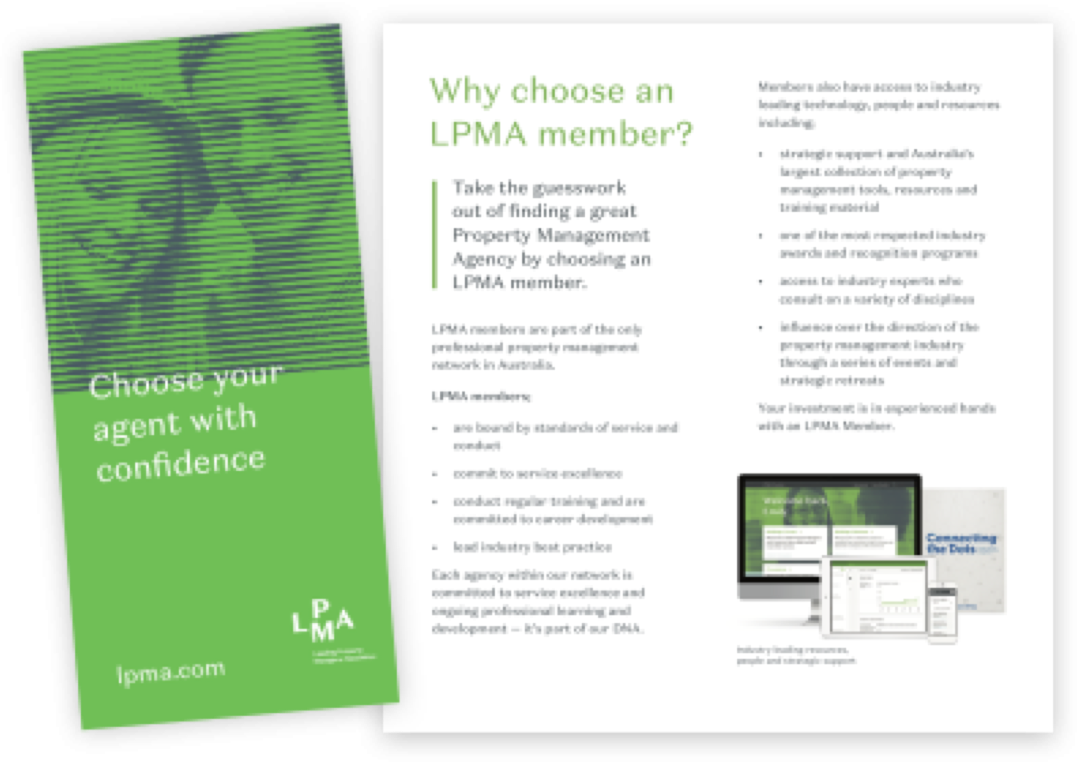 Choose your
agent with
confidence
L P M A
lpma.com
Why choose an
LPMA member?
Take the guesswork
out of finding a great
Property Management
Agency by choosing an
LPMA member.
LPMA members are part of the only
professional property management
network in Australia.
LPMA members;
• are bound by standards of service and
conduct
• commit to service excellence
• conduct regular training and are
committed to career development
• lead industry best practice
Each agency within our network is
committed to service excellence and
ongoing professional learning and
development – it's part of our DNA.
Members also have access to industry
leading technology, people and resources
including:
• strategic support and Australia's
largest collection of property
management tools, resources and
training material
• one of the most respected industry
awards and recognition programs
• access to industry experts who
consult on a variety of disciplines
• influence over the direction of the
property management industry
through a series of events and
strategic retreats
Your investment is in experienced hands
with an LPMA Member.
Welcome back,
Connecting
the Dots
Industry leading resources,
people and strategic support